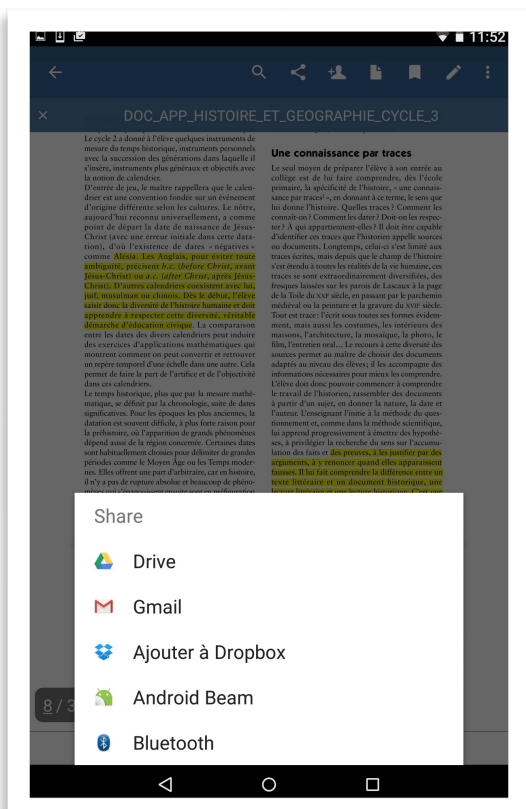 11:52
DOC_APP_HISTOIRE_ET_GEOGRAPHIE_CYCLE_3
Le cycle 2 a donné à l'élève quelques instruments de
mesure du temps historique, instruments personnels
avec la succession des générations dans laquelle il
s'insère, instruments plus généraux et objectifs avec
la notion de calendrier.
D'entrée de jeu, le maître rappellera que le calen-
drier est une convention fondée sur un événement
d'origine différente selon les cultures. Le nôtre,
aujourd'hui reconnu universellement, a comme
point de départ la date de naissance de Jésus-
Christ (avec une erreur initiale dans cette data-
tion), d'où l'existence de dates « négatives »
comme Alésia. Les Anglais, pour éviter toute
ambiguïté, précisent b.c. (before Christ, avant
Jésus-Christ) ou a.c. (after Christ, après Jésus-
Christ). D'autres calendriers coexistent avec lui,
juif, musulman ou chinois. Dès le début, l'élève
saisit donc la diversité de l'histoire humaine et doit
apprendre à respecter cette diversité, véritable
démarche d'éducation civique. La comparaison
entre les dates des divers calendriers peut induire
des exercices d'applications mathématiques qui
montrent comment on peut convertir et retrouver
un repère temporel d'une échelle dans une autre. Cela
permet de faire la part de l'artifice et de l'objectivité
dans ces calendriers.
Le temps historique, plus que par la mesure mathé-
matique, se définit par la chronologie, suite de dates
significatives. Pour les époques les plus anciennes, la
datation est souvent difficile, à plus forte raison pour
la préhistoire, où l'apparition de grands phénomènes
dépend aussi de la région concernée. Certaines dates
sont habituellement choisies pour délimiter de grandes
périodes comme le Moyen Âge ou les Temps moder-
nes. Elles offrent une part d'arbitraire, car en histoire,
il n'y a pas de rupture absolue et beaucoup de phéno-
Une connaissance par traces
Le seul moyen de préparer l'élève à son entrée au
collège est de lui faire comprendre, dès l'école
primaire, la spécificité de l'histoire, « une connais-
sance par traces », en donnant à ce terme, le sens que
lui donne l'histoire. Quelles traces ? Comment les
connaît-on ? Comment les dater ? Doit-on les respec-
ter ? À qui appartiennent-elles ? Il doit être capable
d'identifier ces traces que l'historien appelle sources
ou documents. Longtemps, celui-ci s'est limité aux
traces écrites, mais depuis que le champ de l'histoire
s'est étendu à toutes les réalités de la vie humaine, ces
traces se sont extraordinairement diversifiées, des
fresques laissées sur les parois de Lascaux à la page
de la Toile du XXIe siècle, en passant par le parchemin
médiéval ou la peinture et la gravure du XVIIe siècle.
Tout est trace : l'écrit sous toutes ses formes évidem-
ment, mais aussi les costumes, les intérieurs des
maisons, l'architecture, la mosaïque, la photo, le
film, l'entretien oral… Le recours à cette diversité des
sources permet au maître de choisir des documents
adaptés au niveau des élèves ; il les accompagne des
informations nécessaires pour mieux les comprendre.
L'élève doit donc pouvoir commencer à comprendre
le travail de l'historien, rassembler des documents
à partir d'un sujet, en donner la nature, la date et
l'auteur. L'enseignant l'initie à la méthode du ques-
tionnement et, comme dans la méthode scientifique,
lui apprend progressivement à émettre des hypothè-
ses, à privilégier la recherche du sens sur l'accumu-
lation des faits et des preuves, à les justifier par des
arguments, à y renoncer quand elles apparaissent
fausses. Il lui fait comprendre la différence entre un
texte littéraire et un document historique, une
8 / 3
Share
Drive
Gmail
Ajouter à Dropbox
Android Beam
Bluetooth